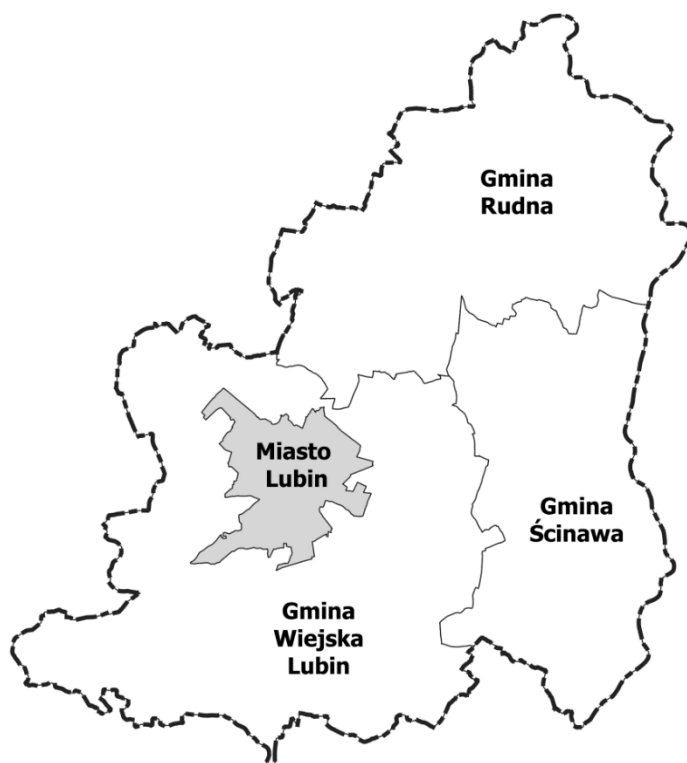 Gmina
Rudna
Miasto
Lubin
Gmina
Ścinawa
Gmina
Wiejska
Lubin